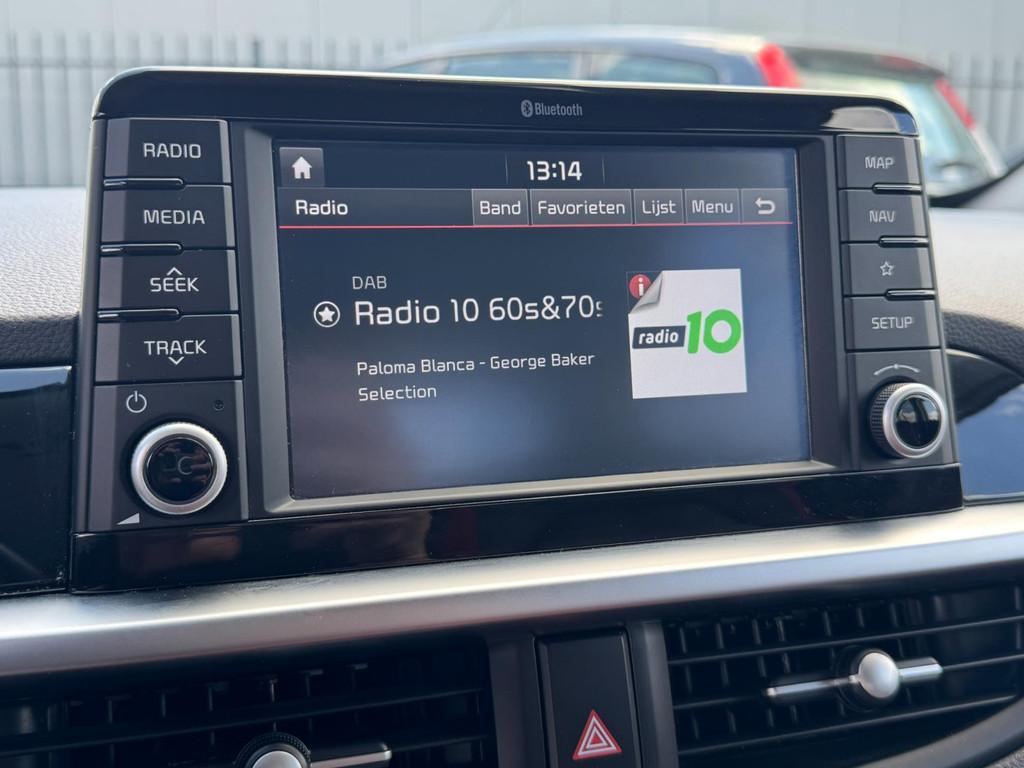 Bluetooth
RADIO
MEDIA
SEEK
TRACK
13:14
Radio Band Favorieten Lijst Menu
DAB
Radio 10 60s&70s
Paloma Blanca - George Baker
Selection
i
radio 10
MAP
NAV
SETUP